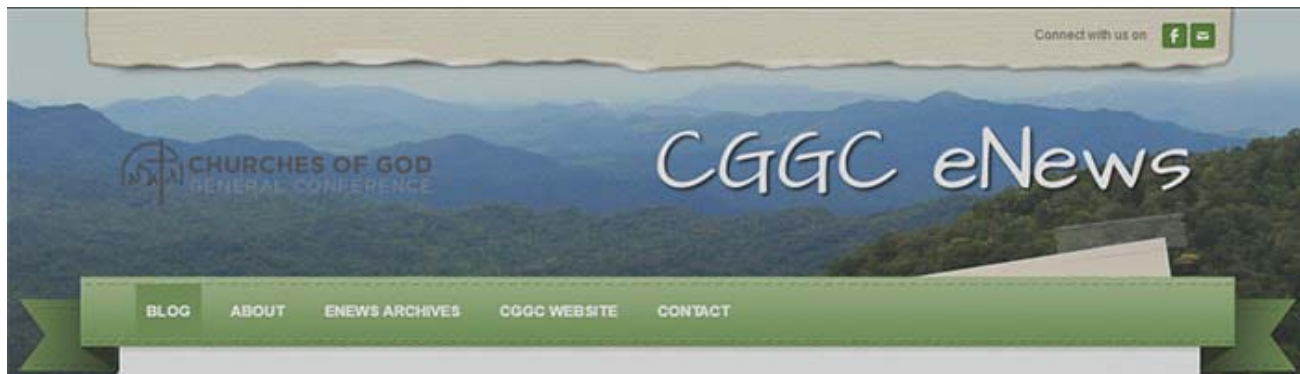 Connect with us on
CHURCHES OF GOD
GENERAL CONFERENCE
CGGC eNews
BLOG ABOUT ENEWS ARCHIVES CGGC WEBSITE CONTACT